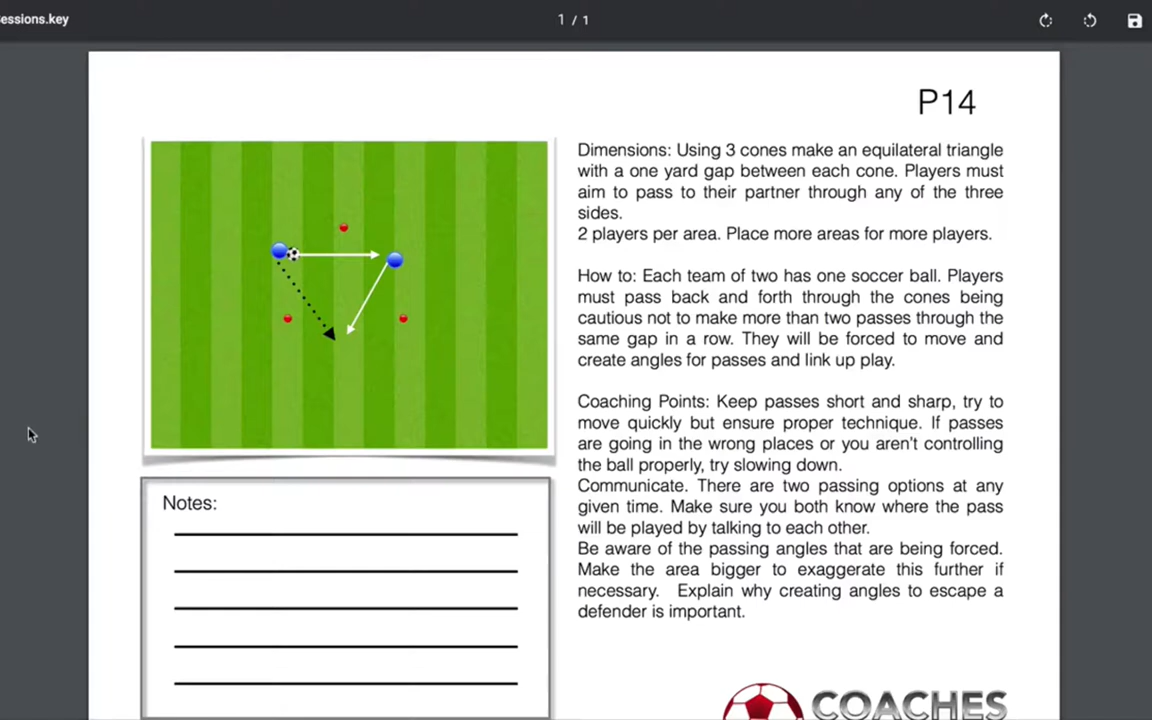 essions.key
1 / 1
P14
Dimensions: Using 3 cones make an equilateral triangle
with a one yard gap between each cone. Players must
aim to pass to their partner through any of the three
sides.
2 players per area. Place more areas for more players.
How to: Each team of two has one soccer ball. Players
must pass back and forth through the cones being
cautious not to make more than two passes through the
same gap in a row. They will be forced to move and
create angles for passes and link up play.
Coaching Points: Keep passes short and sharp, try to
move quickly but ensure proper technique. If passes
are going in the wrong places or you aren't controlling
the ball properly, try slowing down.
Communicate. There are two passing options at any
given time. Make sure you both know where the pass
will be played by talking to each other.
Be aware of the passing angles that are being forced.
Make the area bigger to exaggerate this further if
necessary. Explain why creating angles to escape a
defender is important.
Notes:
COACHES